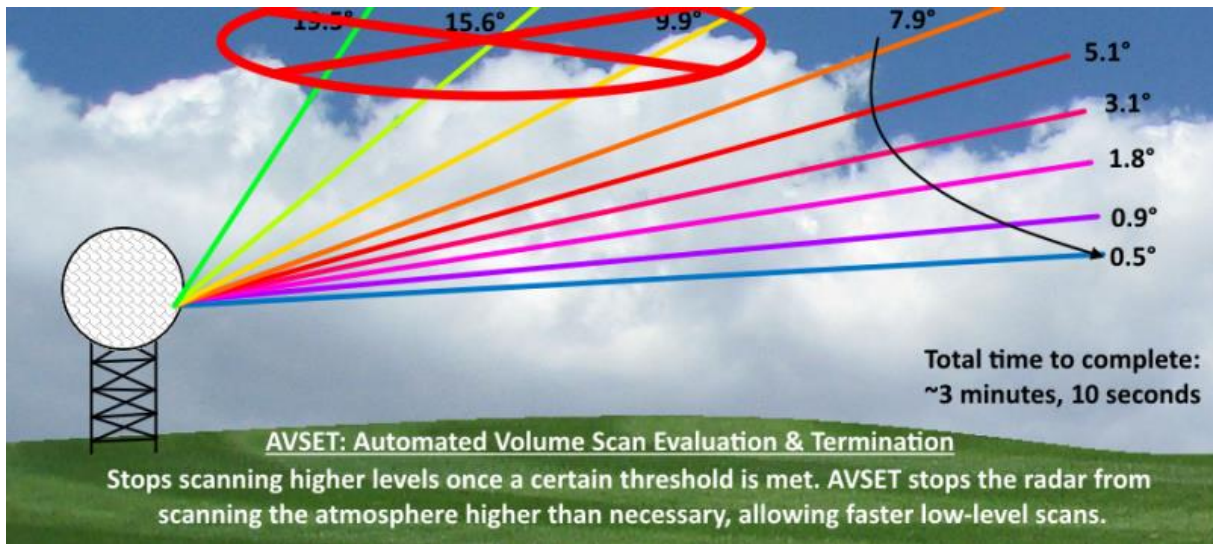 19.5° 15.6° 9.9° 7.9°
5.1°
3.1°
1.8°
0.9°
0.5°
Total time to complete:
~3 minutes, 10 seconds
AVSET: Automated Volume Scan Evaluation & Termination
Stops scanning higher levels once a certain threshold is met. AVSET stops the radar from
scanning the atmosphere higher than necessary, allowing faster low-level scans.